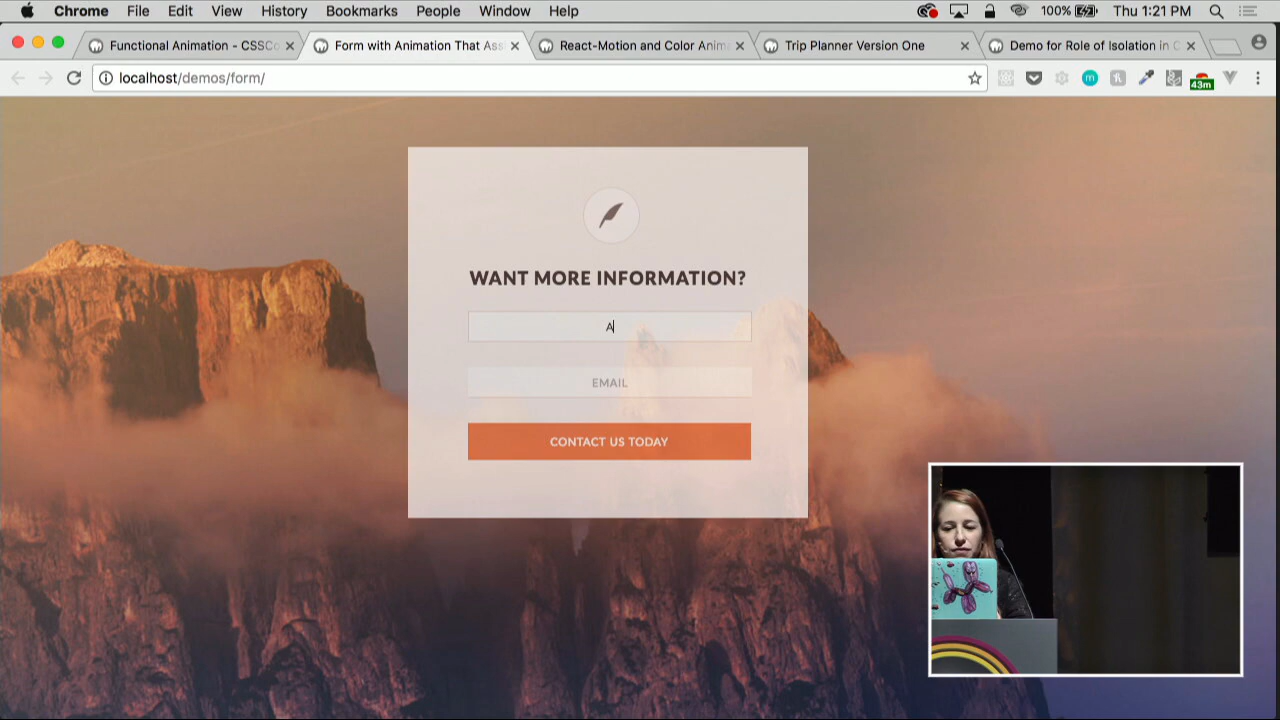 Chrome File Edit View History Bookmarks People Window Help 100% Thu 1:21 PM
Functional Animation - CSSCo Form with Animation That Ass React-Motion and Color Anim Trip Planner Version One Demo for Role of Isolation in C
localhost/demos/form/
43m
WANT MORE INFORMATION?
A
EMAIL
CONTACT US TODAY